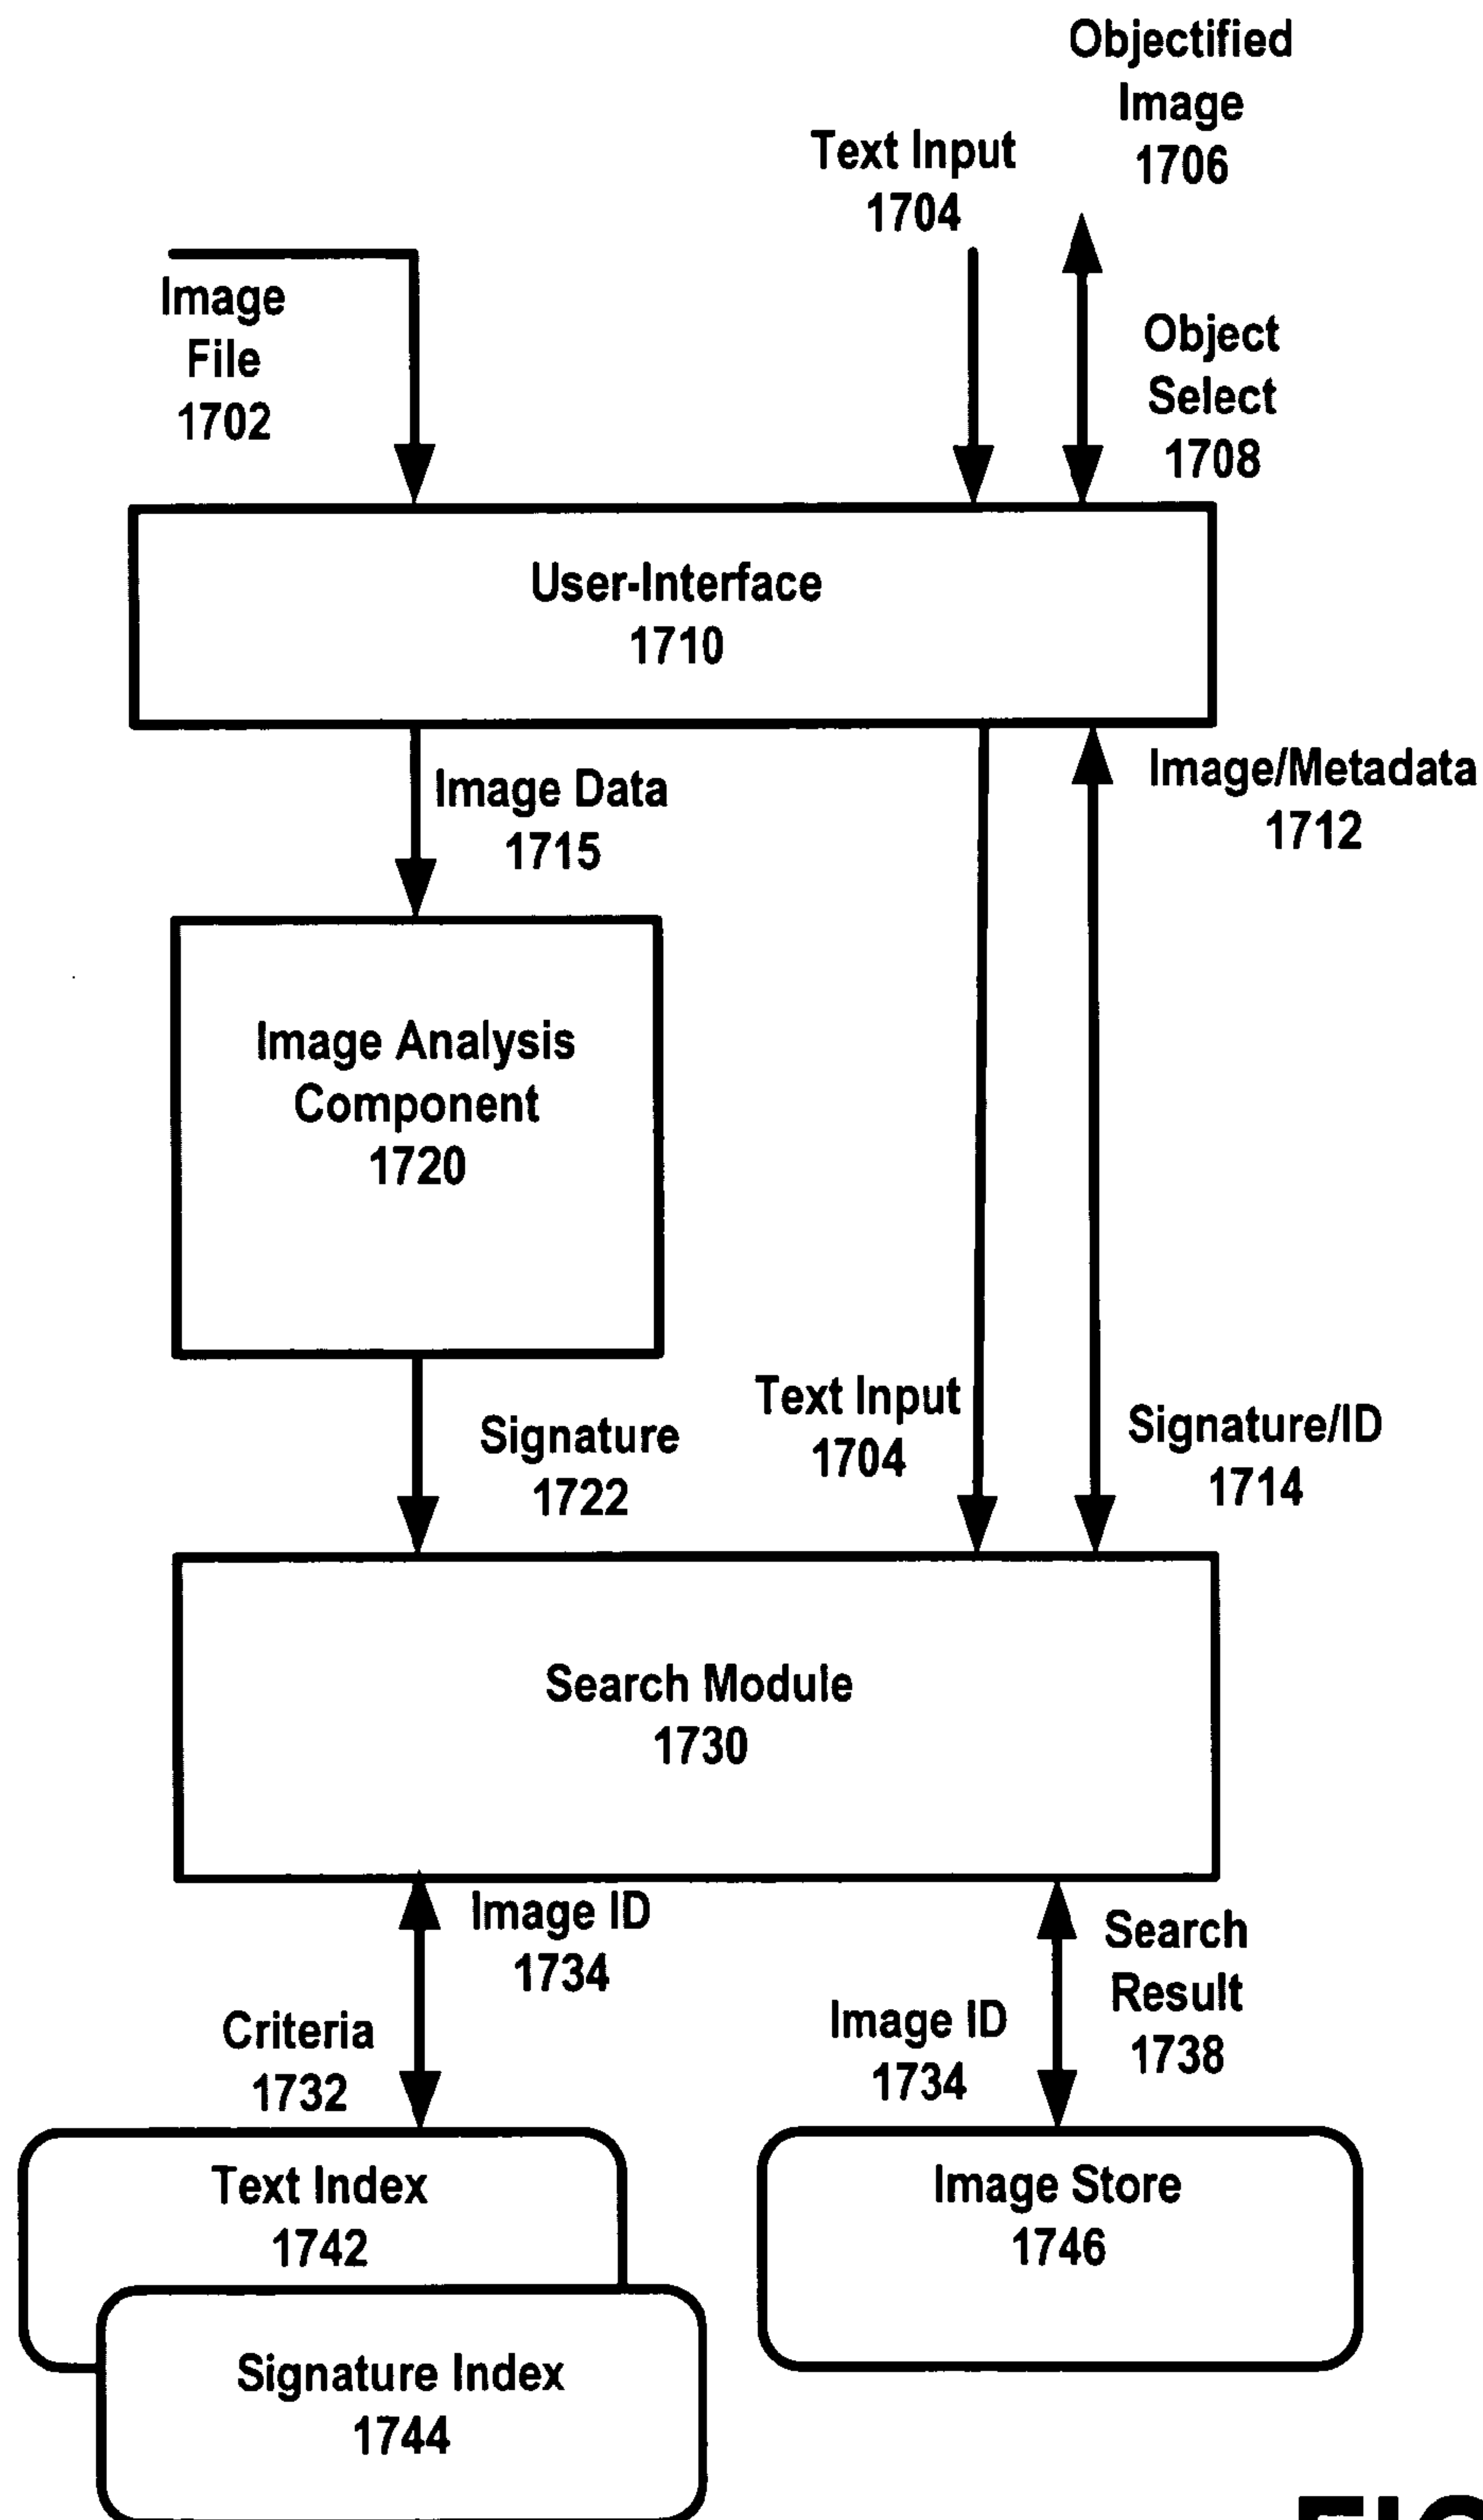 Objectified
Image
1706
Text Input
1704
Image
File
1702
Object
Select
1708
User-Interface
1710
Image Data
1715
Image/Metadata
1712
Image Analysis
Component
1720
Signature
1722
Text Input
1704
Signature/ID
1714
Search Module
1730
Image ID
1734
Criteria
1732
Search
Result
1738
Image ID
1734
Text Index
1742
Image Store
1746
Signature Index
1744